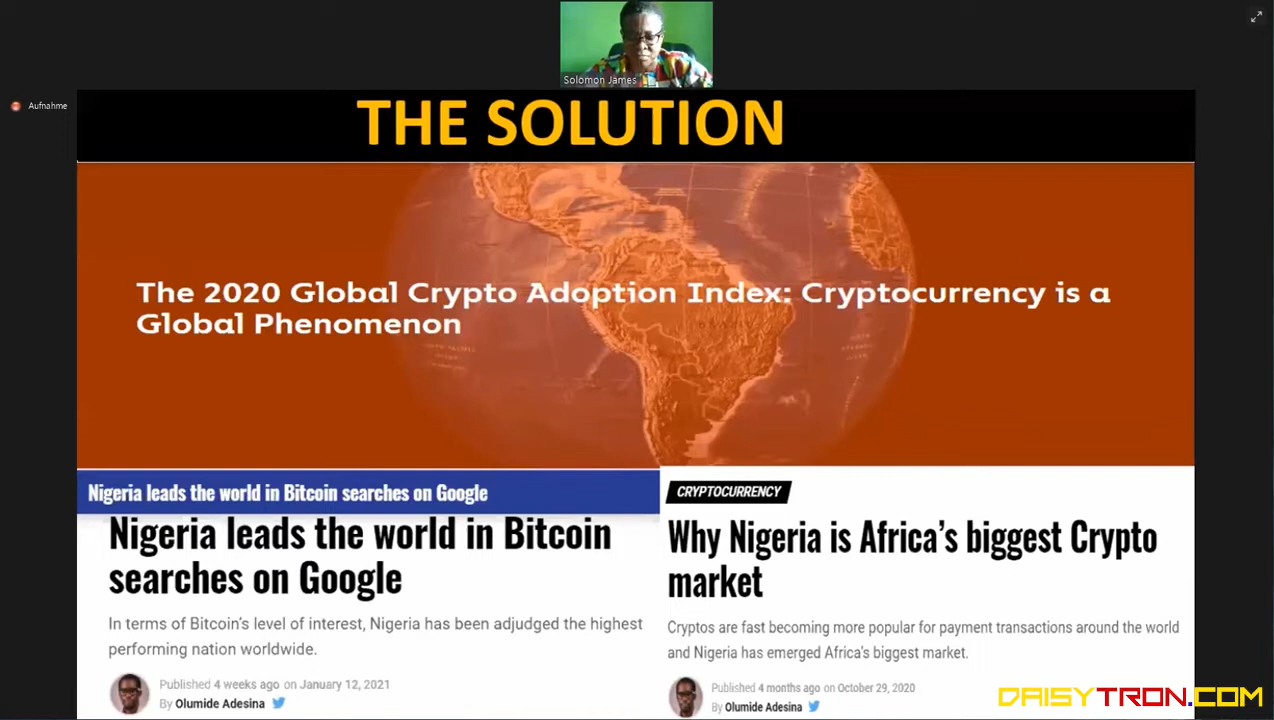 Solomon James
Aufnahme
THE SOLUTION
The 2020 Global Crypto Adoption Index: Cryptocurrency is a
Global Phenomenon
Nigeria leads the world in Bitcoin searches on Google
Nigeria leads the world in Bitcoin
searches on Google
In terms of Bitcoin's level of interest, Nigeria has been adjudged the highest
performing nation worldwide.
Published 4 weeks ago on January 12, 2021
By Olumide Adesina
CRYPTOCURRENCY
Why Nigeria is Africa's biggest Crypto
market
Cryptos are fast becoming more popular for payment transactions around the world
and Nigeria has emerged Africa's biggest market.
Published 4 months ago on October 29, 2020
By Olumide Adesina
DAISYTRON.COM